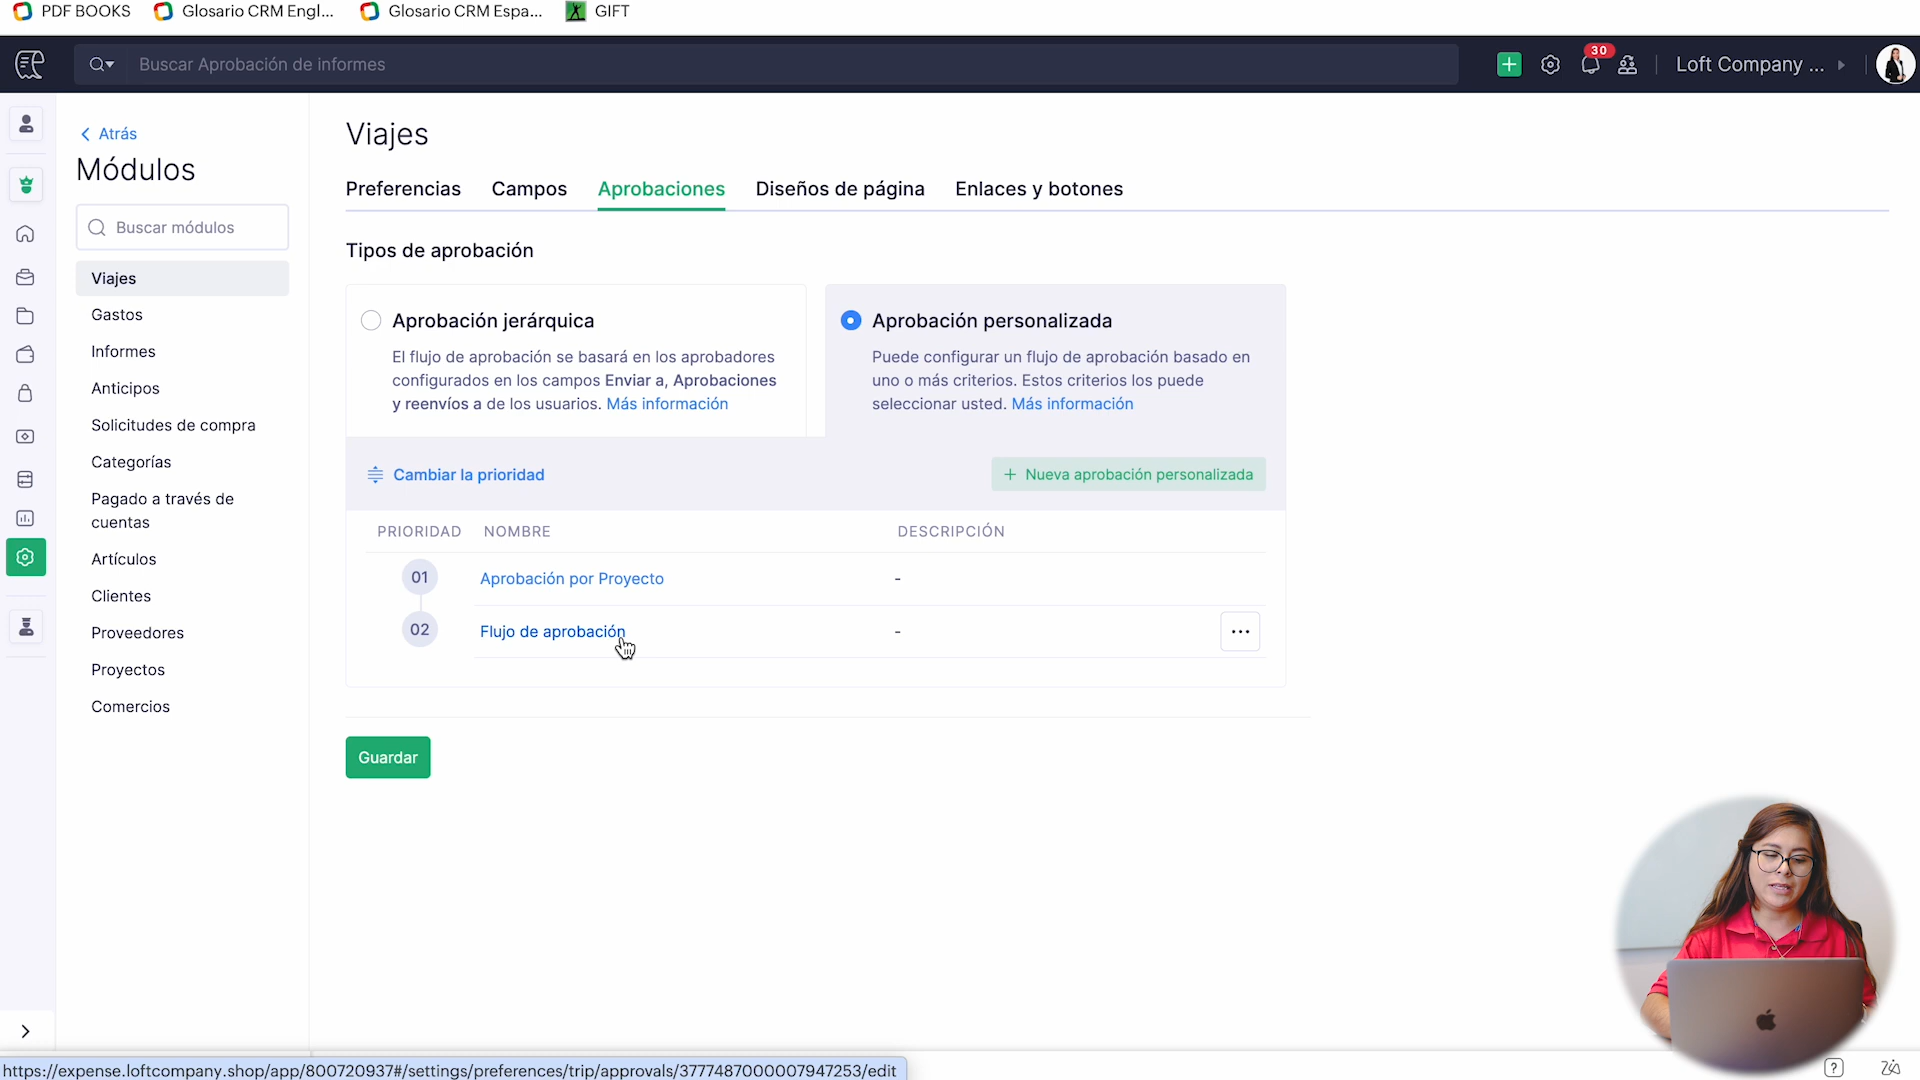 PDF BOOKS
Glosario CRM Engl...
Glosario CRM Espa...
GIFT
Buscar Aprobación de informes
30
Loft Company ...
Atrás
Módulos
Buscar módulos
Viajes
Gastos
Informes
Anticipos
Solicitudes de compra
Categorías
Pagado a través de
cuentas
Artículos
Clientes
Proveedores
Proyectos
Comercios
Viajes
Preferencias
Campos
Aprobaciones
Diseños de página
Enlaces y botones
Tipos de aprobación
Aprobación jerárquica
El flujo de aprobación se basará en los aprobadores
configurados en los campos Enviar a, Aprobaciones
y reenvíos a de los usuarios. Más información
Aprobación personalizada
Puede configurar un flujo de aprobación basado en
uno o más criterios. Estos criterios los puede
seleccionar usted. Más información
Cambiar la prioridad
+ Nueva aprobación personalizada
PRIORIDAD NOMBRE DESCRIPCIÓN
01 Aprobación por Proyecto -
02 Flujo de aprobación -
Guardar
https://expense.loftcompany.shop/app/800720937#/settings/preferences/trip/approvals/3777487000007947253/edit